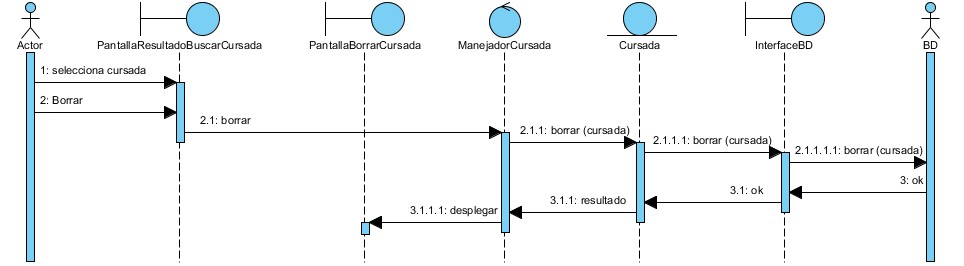 Actor
PantallaResultadoBuscarCursada
PantallaBorrarCursada
ManejadorCursada
Cursada
InterfaceBD
BD
1: selecciona cursada
2: Borrar
2.1: borrar
2.1.1: borrar (cursada)
2.1.1.1: borrar (cursada)
2.1.1.1.1: borrar (cursada)
3: ok
3.1: ok
3.1.1: resultado
3.1.1.1: desplegar